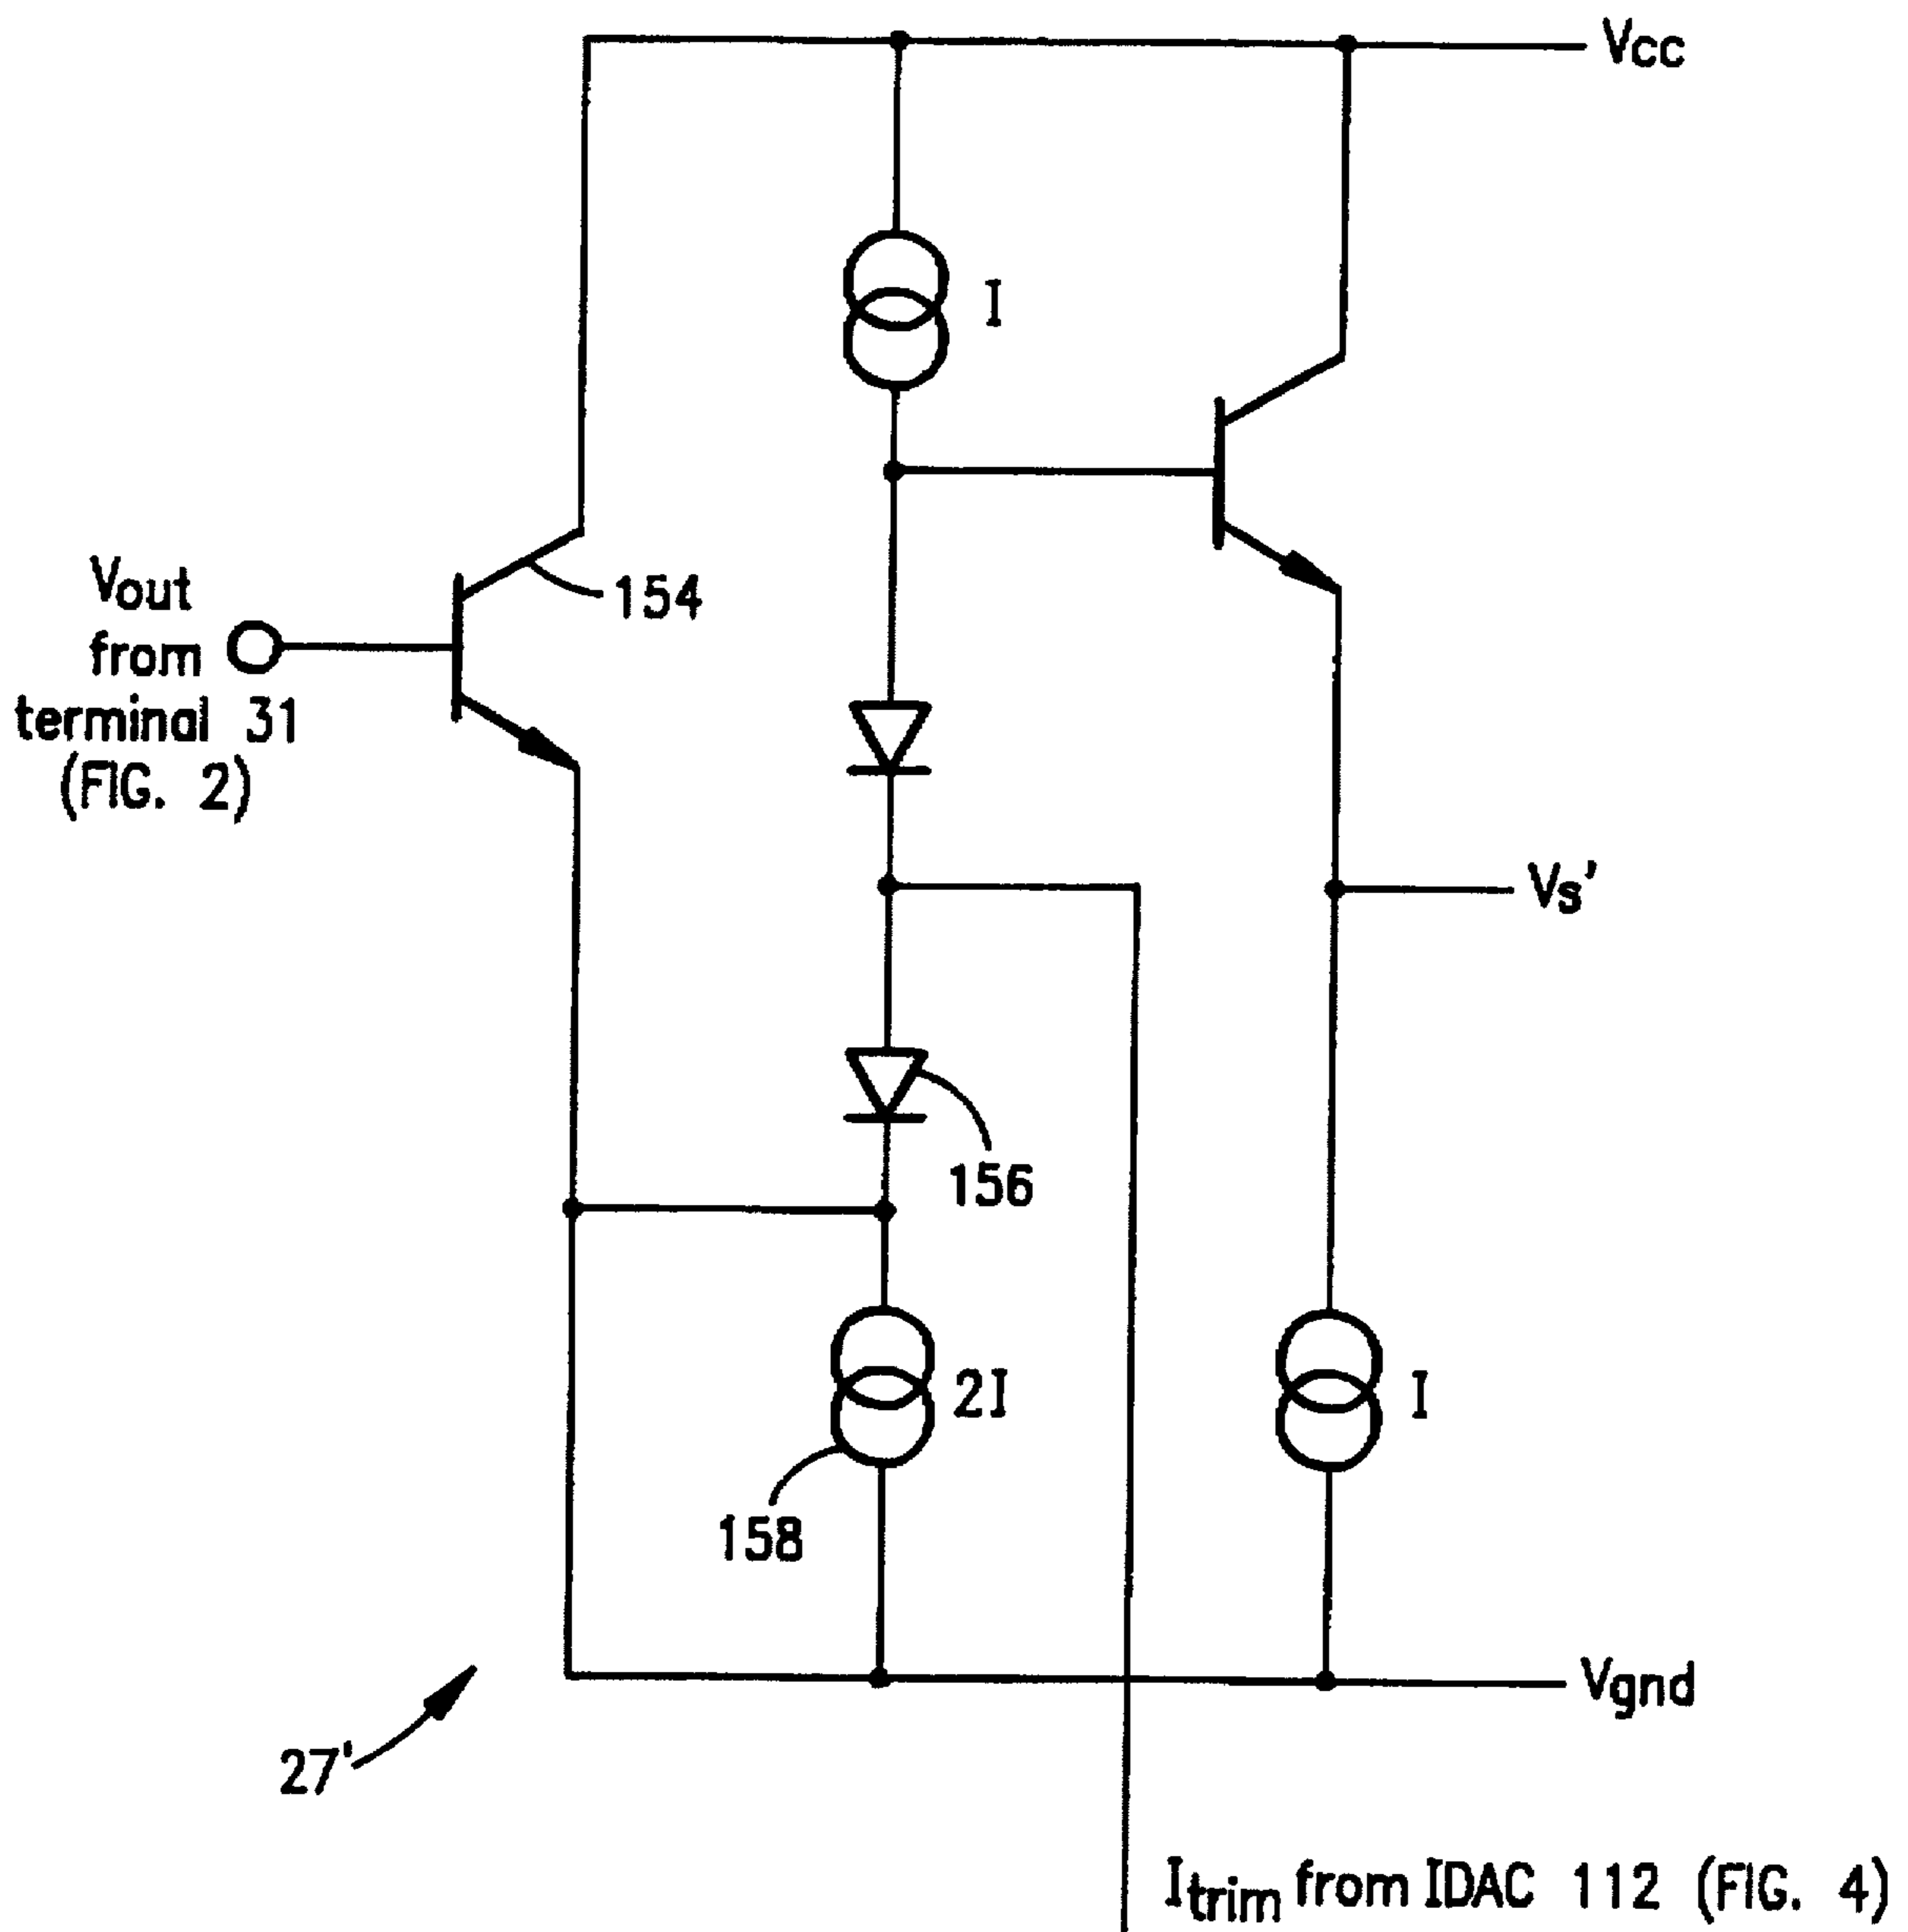 Vcc
I
154
Vout
from
terminal 31
(FIG. 2)
Vs'
156
2I
I
158
Vgnd
27'
Itrim from IDAC 112 (FIG. 4)